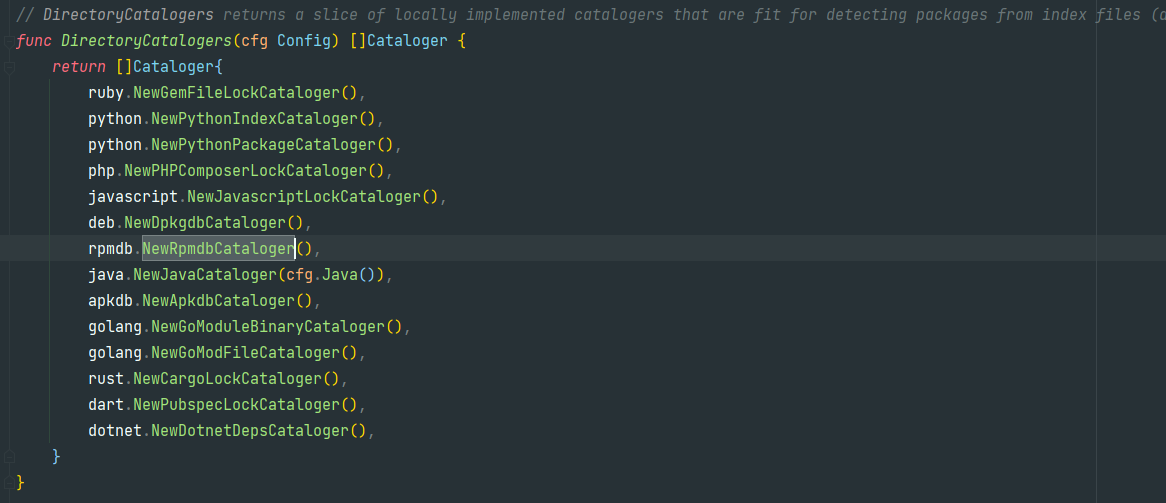 // DirectoryCatalogers returns a slice of locally implemented catalogers that are fit for detecting packages from index files (a
func DirectoryCatalogers(cfg Config) []Cataloger {
    return []Cataloger{
        ruby.NewGemFileLockCataloger(),
        python.NewPythonIndexCataloger(),
        python.NewPythonPackageCataloger(),
        php.NewPHPComposerLockCataloger(),
        javascript.NewJavascriptLockCataloger(),
        deb.NewDpkgdbCataloger(),
        rpmdb.NewRpmdbCataloger(),
        java.NewJavaCataloger(cfg.Java()),
        apkdb.NewApkdbCataloger(),
        golang.NewGoModuleBinaryCataloger(),
        golang.NewGoModFileCataloger(),
        rust.NewCargoLockCataloger(),
        dart.NewPubspecLockCataloger(),
        dotnet.NewDotnetDepsCataloger(),
    }
}